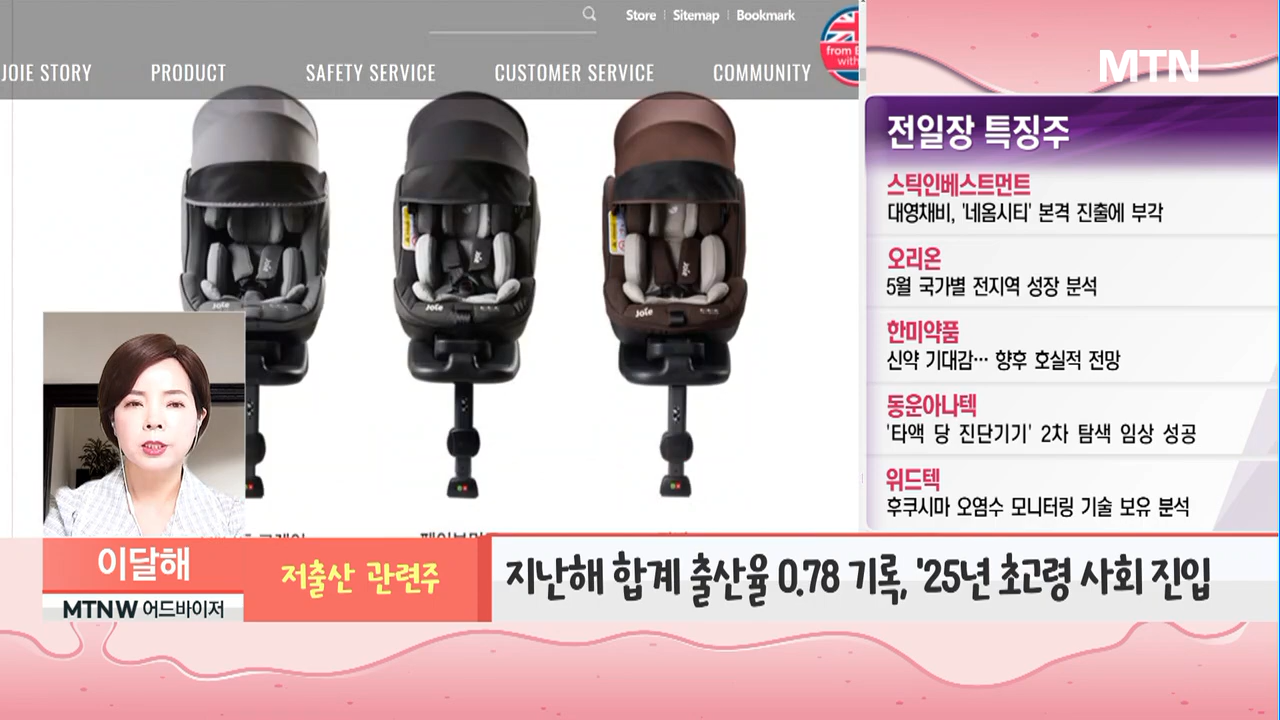 Store
Sitemap
Bookmark
JOIE STORY
PRODUCT
SAFETY SERVICE
CUSTOMER SERVICE
COMMUNITY
MTN
전일장 특징주
스틱인베스트먼트
대영채비, '네옴시티' 본격 진출에 부각
오리온
5월 국가별 전지역 성장 분석
한미약품
신약 기대감… 향후 호실적 전망
동운아나텍
'타액 당 진단기기' 2차 탐색 임상 성공
위드텍
후쿠시마 오염수 모니터링 기술 보유 분석
Joie
Joie
Joie
이달해
MTNW 어드바이저
저출산 관련주
지난해 합계 출산율 0.78 기록, '25년 초고령 사회 진입